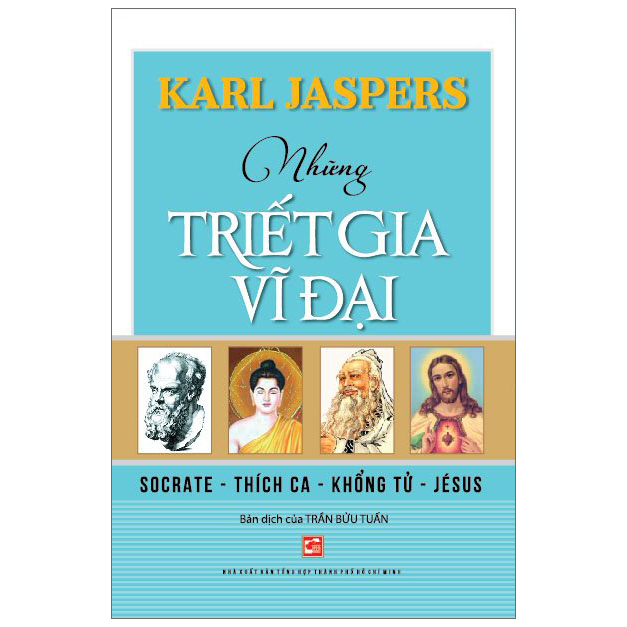 KARL JASPERS
Những
TRIẾT GIA
VĨ ĐẠI
SOCRATE - THÍCH CA - KHỔNG TỬ - JÉSUS
Bản dịch của TRẦN BỬU TUẤN
NHÀ XUẤT BẢN TỔNG HỢP THÀNH PHỐ HỒ CHÍ MINH